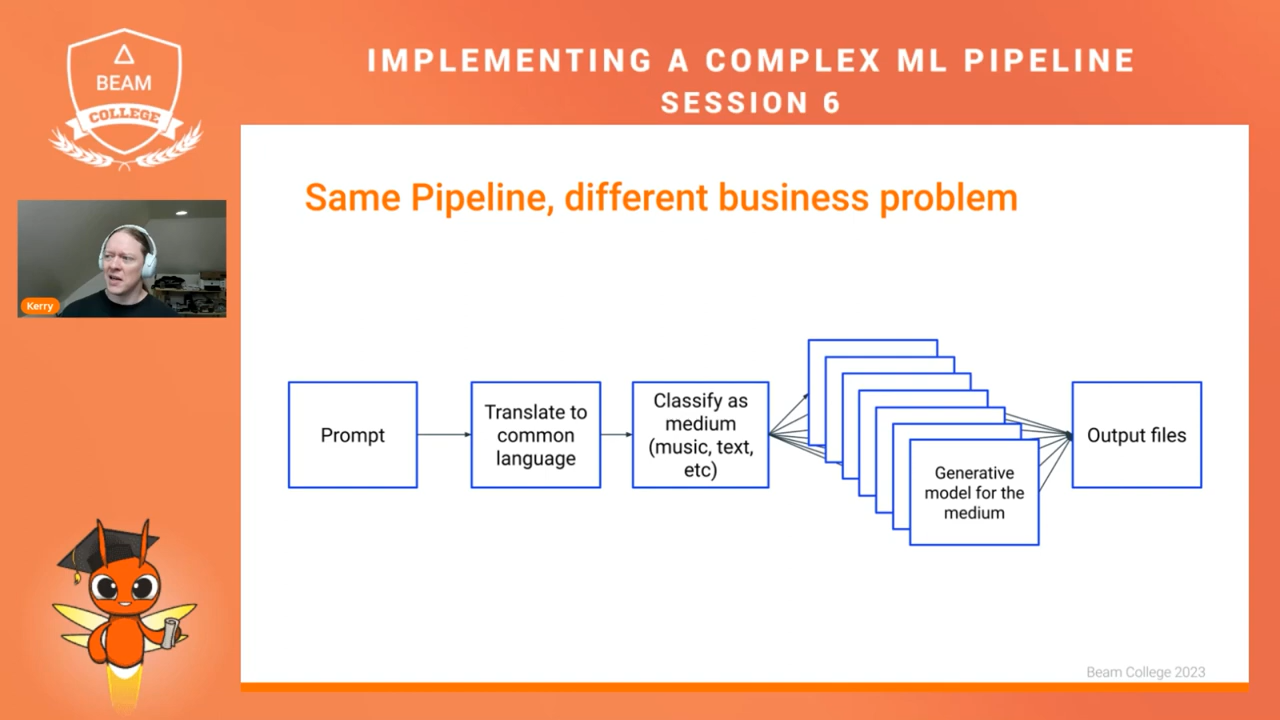 BEAM
COLLEGE
IMPLEMENTING A COMPLEX ML PIPELINE
SESSION 6
Kerry
Same Pipeline, different business problem
Prompt
Translate to
common
language
Classify as
medium
(music, text,
etc)
Generative
model for the
medium
Output files
Beam College 2023